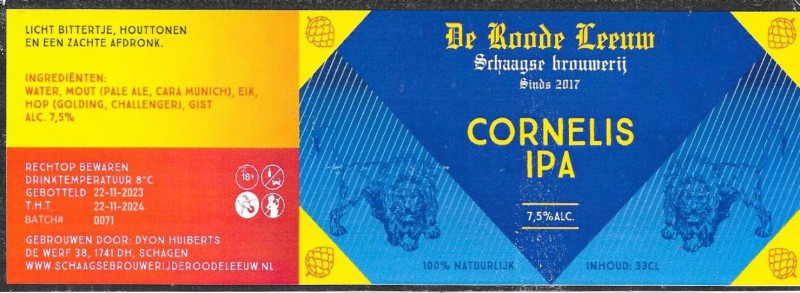 LICHT BITTERTJE, HOUTTONEN
EN EEN ZACHTE AFDRONK.
INGREDIËNTEN:
WATER, MOUT (PALE ALE, CARA MUNICH), EIK,
HOP (GOLDING, CHALLENGER), GIST
ALC. 7,5%
RECHTOP BEWAREN
DRINKTEMPERATUUR 8°C
GEBOTTELD 22-11-2023
T.H.T. 22-11-2024
BATCH# 0071
18+
GEBROUWEN DOOR: DYON HUIBERTS
DE WERF 38, 1741 DH, SCHAGEN
WWW.SCHAAGSEBROUWERIJDEROODELEEUW.NL
De Roode Leeuw
Schaagse brouwerij
Sinds 2017
CORNELIS
IPA
7,5% ALC.
100% NATUURLIJK
INHOUD: 33CL